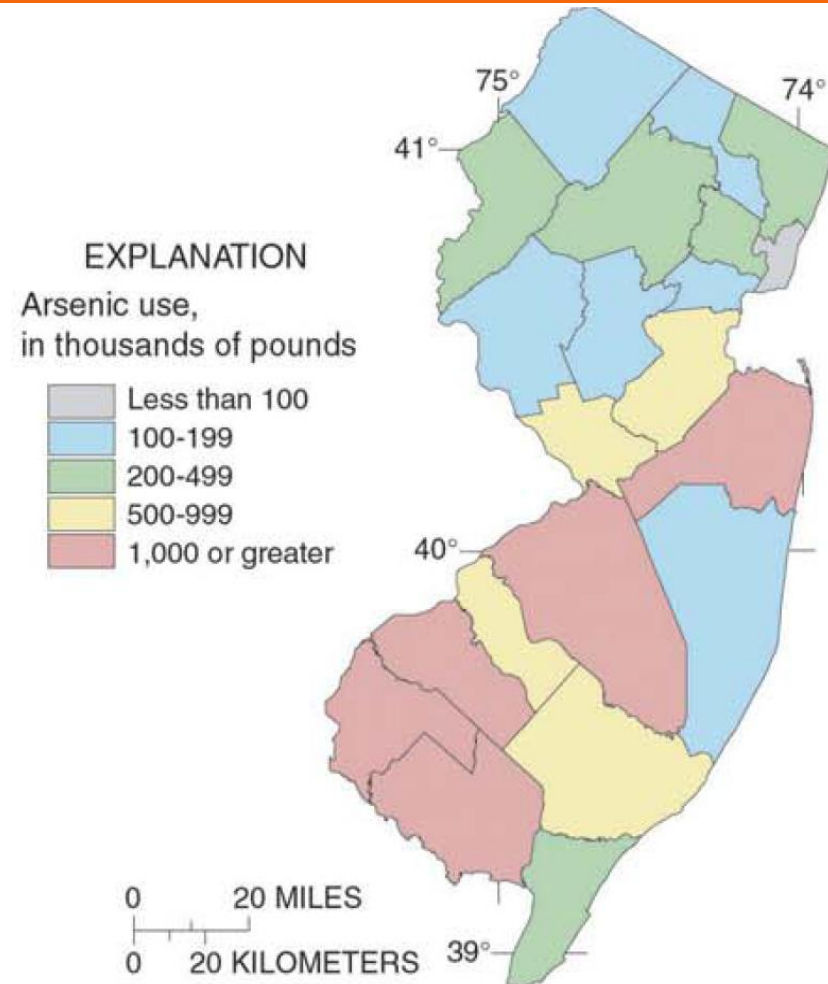 75°
74°
41°
EXPLANATION
Arsenic use,
in thousands of pounds
Less than 100
100-199
200-499
500-999
1,000 or greater
40°
0 20 MILES
0 20 KILOMETERS
39°